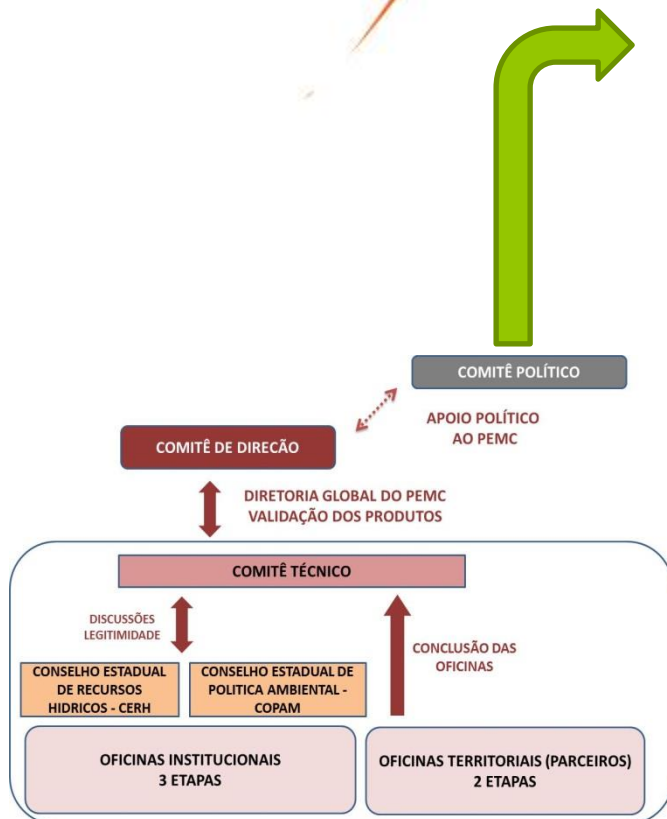 COMITÊ POLÍTICO
APOIO POLÍTICO
AO PEMC
COMITÊ DE DIRECÃO
DIRETORIA GLOBAL DO PEMC
VALIDAÇÃO DOS PRODUTOS
COMITÊ TÉCNICO
DISCUSSÕES
LEGITIMIDADE
CONCLUSÃO DAS
OFICINAS
CONSELHO ESTADUAL
DE RECURSOS
HIDRICOS - CERH
CONSELHO ESTADUAL DE
POLITICA AMBIENTAL -
COPAM
OFICINAS INSTITUCIONAIS
3 ETAPAS
OFICINAS TERRITORIAIS (PARCEIROS)
2 ETAPAS